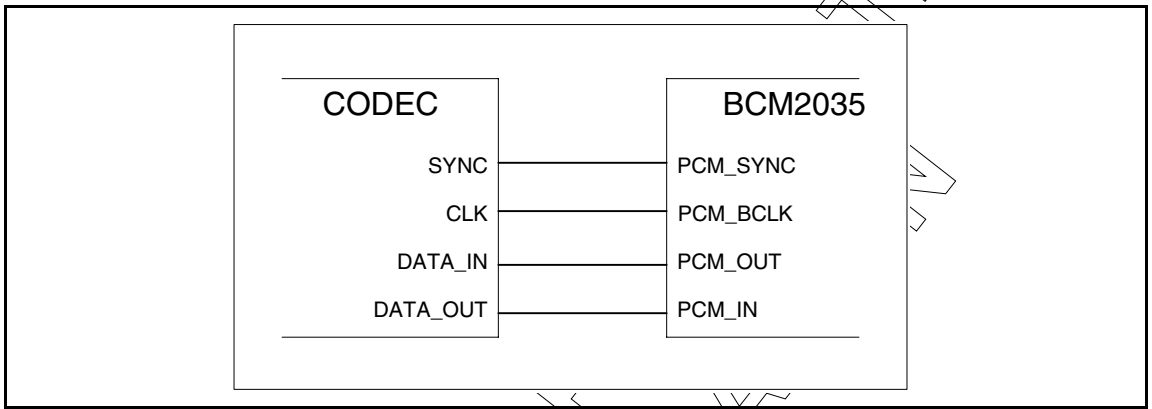 CODEC BCM2035
SYNC PCM_SYNC
CLK PCM_BCLK
DATA_IN PCM_OUT
DATA_OUT PCM_IN